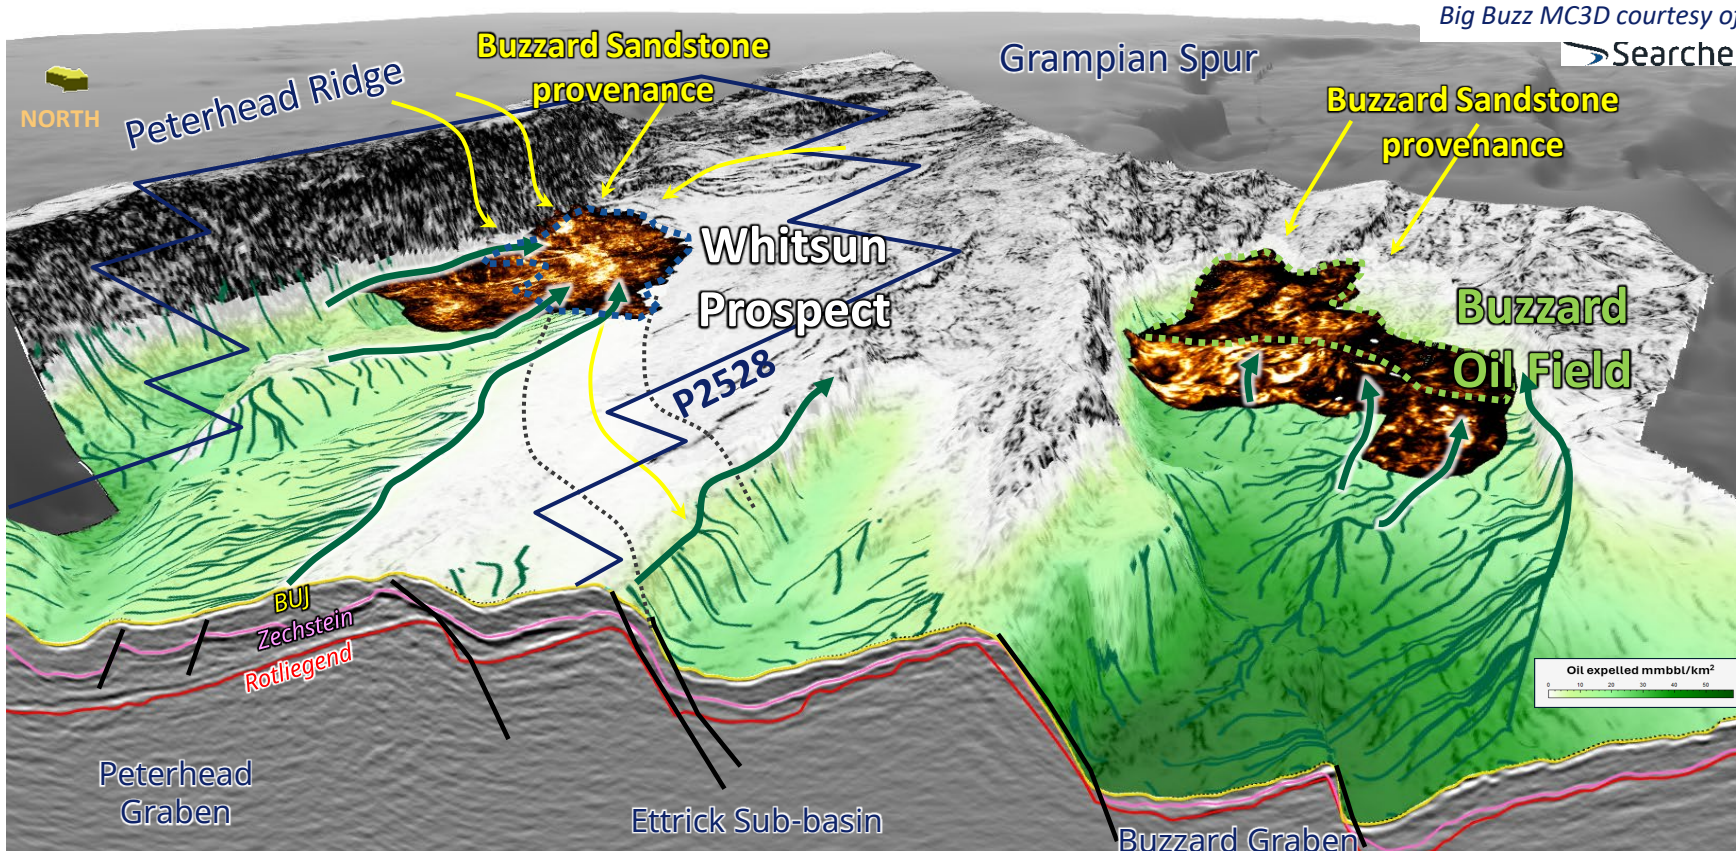 Big Buzz MC3D courtesy of
Searche
Buzzard Sandstone
provenance
Grampian Spur
Peterhead Ridge
NORTH
Buzzard Sandstone
provenance
Whitsun
Prospect
Buzzard
Oil Field
P2528
BUJ
Zechstein
Rotliegend
Oil expelled mmbbl/km²
0 10 20 30 40 50
Peterhead
Graben
Ettrick Sub-basin
Buzzard Graben